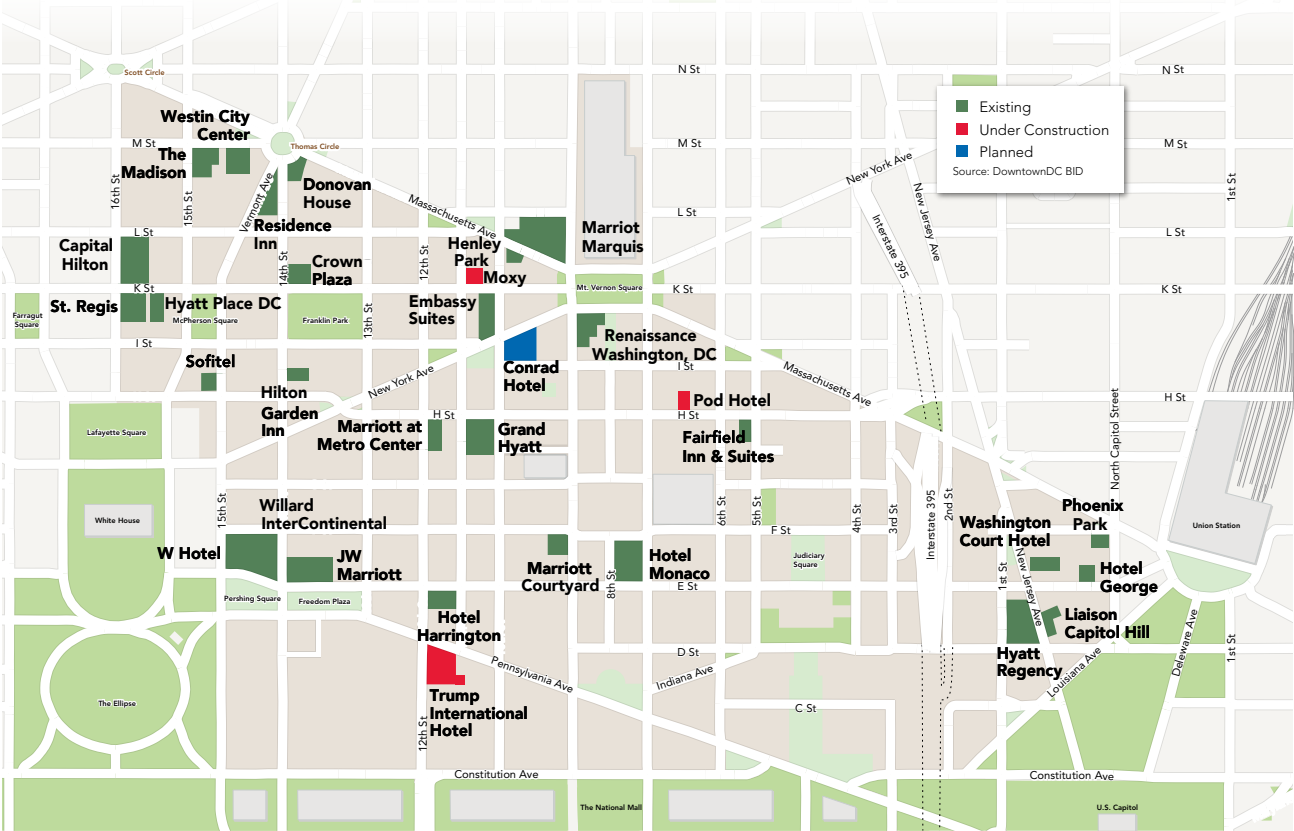 N St
N St
Scott Circle
Existing
Under Construction
Planned
Source: DowntownDC BID
Westin City
Center
M St
Thomas Circle
M St
M St
The
Madison
New York Ave
16th St
15th St
Vermont Ave
Donovan
House
Massachusetts Ave
New Jersey Ave
1st St
L St
Residence
Inn
Marriot
Marquis
Interstate 395
L St
L St
Capital
Hilton
14th St
Crown
Plaza
12th St
Henley
Park
Moxy
K St
Mt. Vernon Square
K St
K St
St. Regis
Hyatt Place DC
McPherson Square
Franklin Park
13th St
Embassy
Suites
Farragut
Square
I St
Renaissance
Washington, DC
I St
Sofitel
Conrad
Hotel
New York Ave
Massachusetts Ave
Hilton
Garden
Inn
Pod Hotel
H St
H St
H St
North Capitol Street
Lafayette Square
Marriott at
Metro Center
Grand
Hyatt
Fairfield
Inn & Suites
White House
15th St
Willard
InterContinental
6th St
5th St
4th St
3rd St
Interstate 395
2nd St
F St
Phoenix
Park
Washington
Court Hotel
Union Station
W Hotel
JW
Marriott
Marriott
Courtyard
8th St
Hotel
Monaco
E St
Judiciary
Square
1st St
New Jersey Ave
Hotel
George
Pershing Square
Freedom Plaza
Hotel
Harrington
Liaison
Capitol Hill
D St
Hyatt
Regency
Louisiana Ave
Deleware Ave
1st St
Pennsylvania Ave
Indiana Ave
The Ellipse
Trump
International
Hotel
12th St
C St
Constitution Ave
Constitution Ave
The National Mall
U.S. Capitol